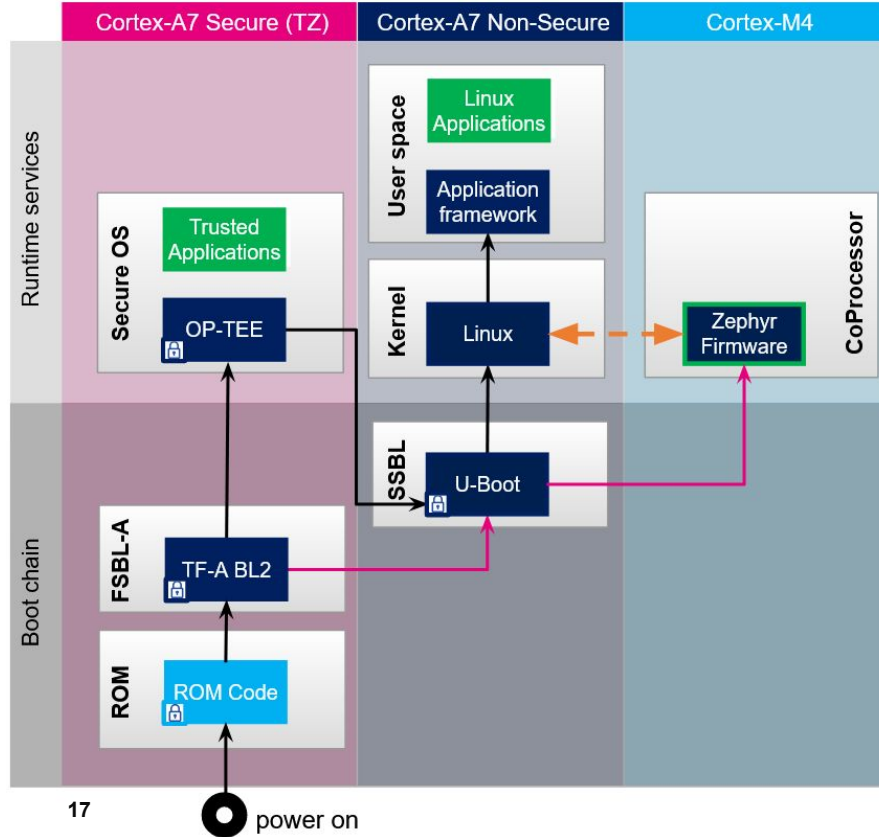 Cortex-A7 Secure (TZ)
Cortex-A7 Non-Secure
Cortex-M4
Runtime services
Secure OS
Trusted
Applications
OP-TEE
User space
Linux
Applications
Application
framework
Kernel
Linux
CoProcessor
Zephyr
Firmware
Boot chain
SSBL
U-Boot
FSBL-A
TF-A BL2
ROM
ROM Code
17
power on